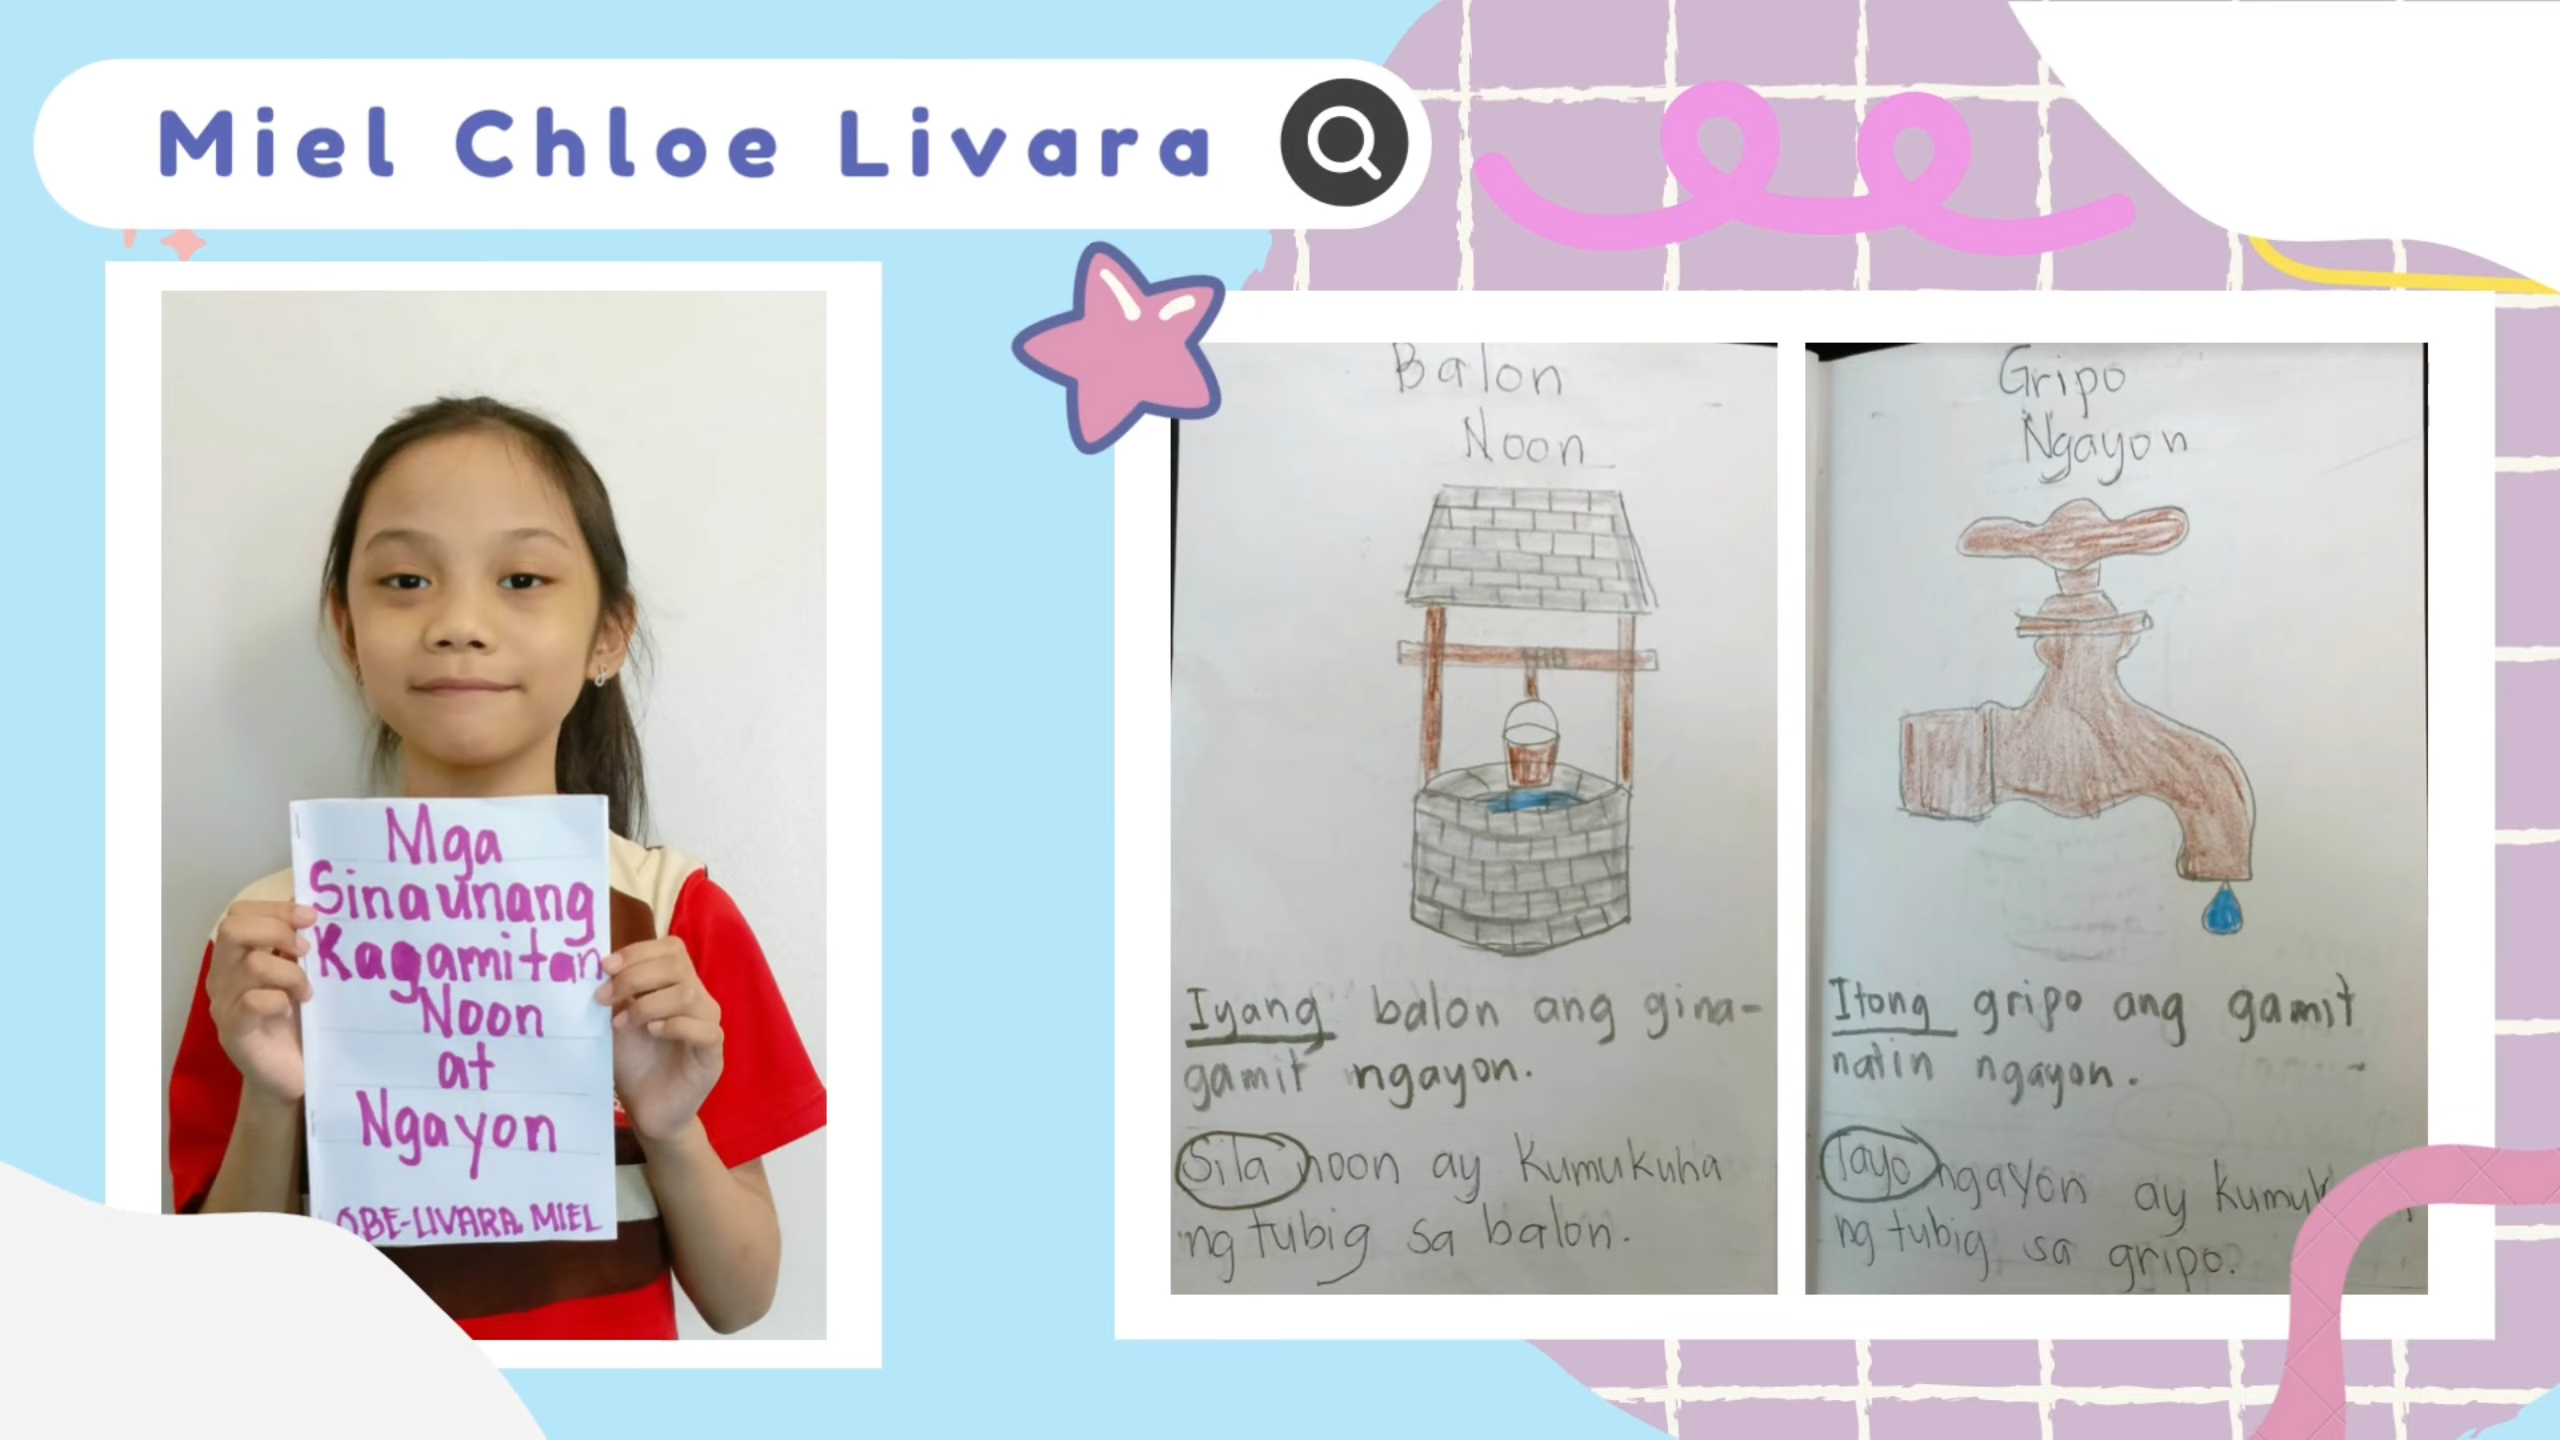 Miel Chloe Livara
Mga
Sinaunang
Kagamitan
Noon
at
Ngayon
OBE-LIVARA MIEL
Balon
Noon
Iyang balon ang gina-
gamit ngayon.
Sila noon ay kumukuha
ng tubig sa balon.
Gripo
Ngayon
Itong gripo ang gamit
natin ngayon.
Tayo ngayon ay
ng tubig sa gripo.